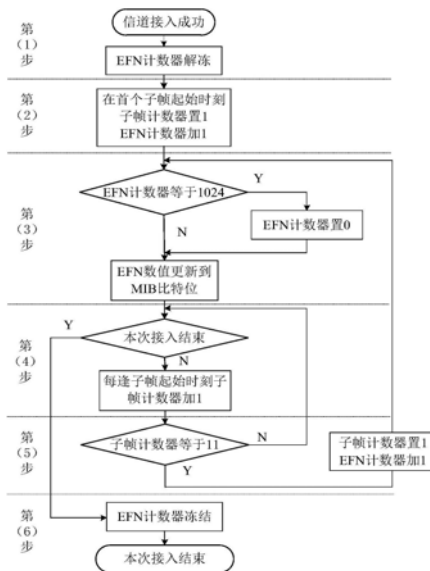 第
(1)
步
信道接入成功
EFN计数器解冻
第
(2)
步
在首个子帧起始时刻
子帧计数器置1
EFN计数器加1
第
(3)
步
EFN计数器等于1024
Y
N
EFN计数器置0
EFN数值更新到
MIB比特位
第
(4)
步
Y
本次接入结束
N
每逢子帧起始时刻子
帧计数器加1
第
(5)
步
子帧计数器等于11
N
Y
子帧计数器置1
EFN计数器加1
第
(6)
步
EFN计数器冻结
本次接入结束